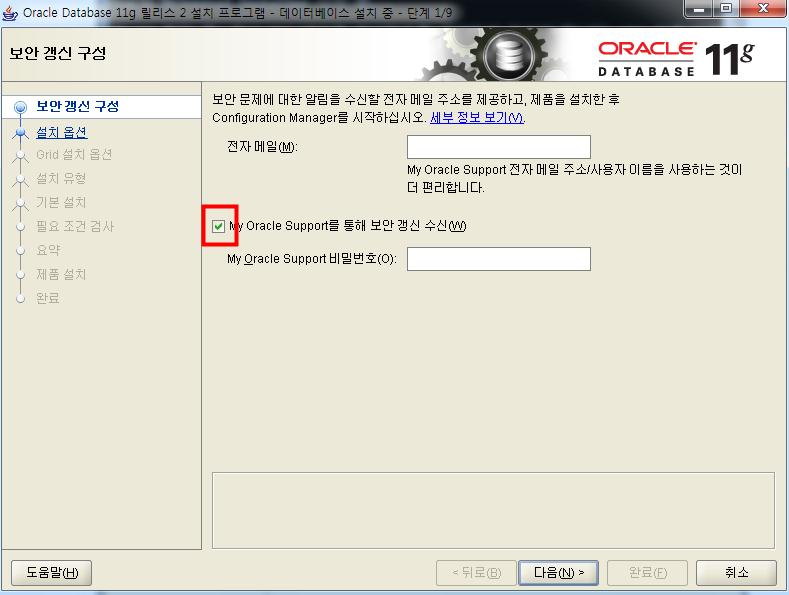 Oracle Database 11g 릴리스 2 설치 프로그램 - 데이터베이스 설치 중 - 단계 1/9
보안 갱신 구성
ORACLE
DATABASE 11g
보안 갱신 구성
설치 옵션
Grid 설치 옵션
설치 유형
기본 설치
필요 조건 검사
요약
제품 설치
완료
보안 문제에 대한 알림을 수신할 전자 메일 주소를 제공하고, 제품을 설치한 후
Configuration Manager를 시작하십시오. 세부 정보 보기(V).
전자 메일(M):
My Oracle Support 전자 메일 주소/사용자 이름을 사용하는 것이
더 편리합니다.
My Oracle Support를 통해 보안 갱신 수신(W)
My Oracle Support 비밀번호(O):
도움말(H)
< 뒤로(B)
다음(N) >
완료(F)
취소